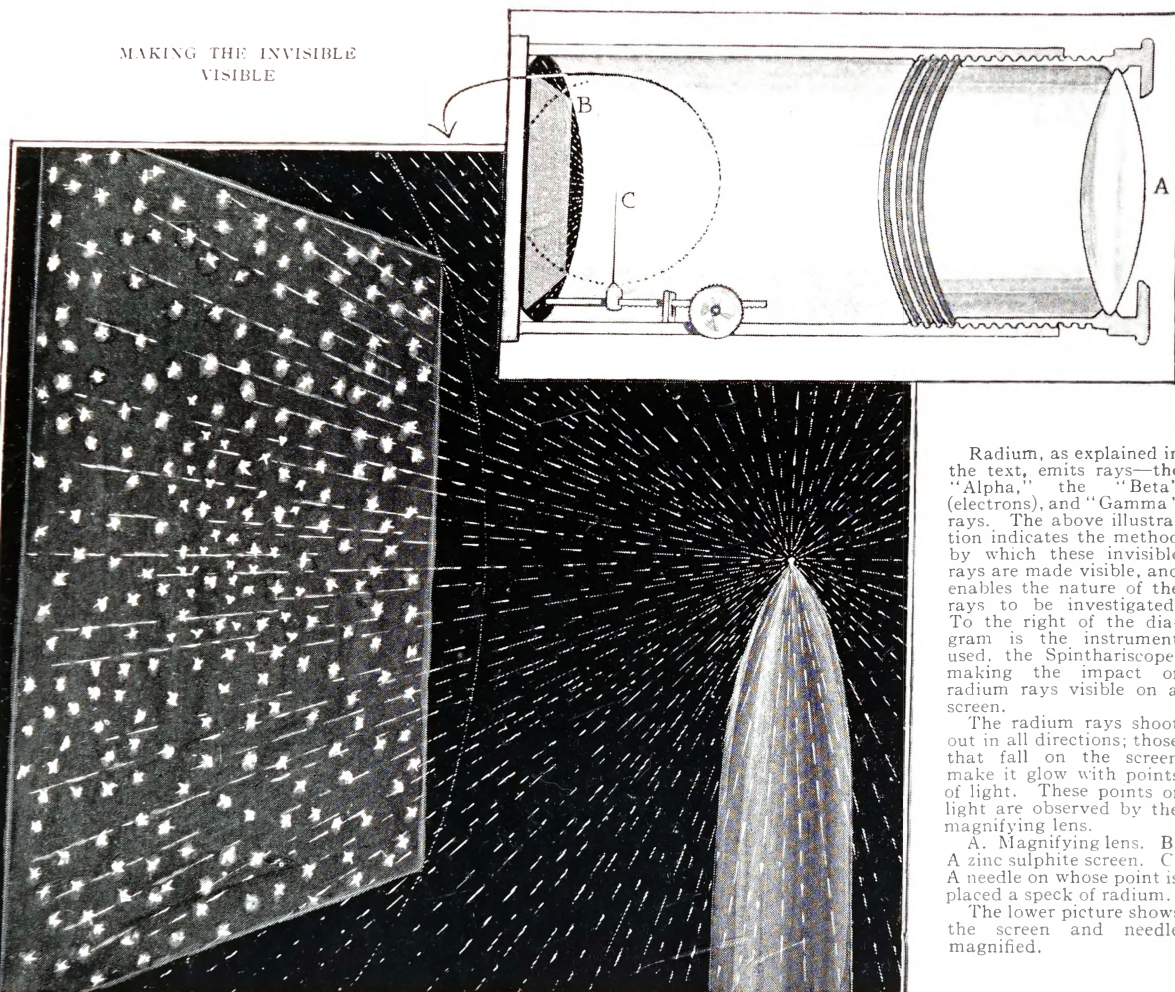 MAKING THE INVISIBLE
VISIBLE
B
C
A
Radium, as explained in
the text, emits rays—the
"Alpha," the "Beta"
(electrons), and "Gamma"
rays. The above illustra
tion indicates the method
by which these invisible
rays are made visible, and
enables the nature of the
rays to be investigated
To the right of the dia-
gram is the instrument
used, the Spinthariscope,
making the impact of
radium rays visible on a
screen.
The radium rays shoot
out in all directions; those
that fall on the screen
make it glow with points
of light. These points of
light are observed by the
magnifying lens.
A. Magnifying lens. B
A zinc sulphite screen. C
A needle on whose point is
placed a speck of radium.
The lower picture shows
the screen and needle
magnified.